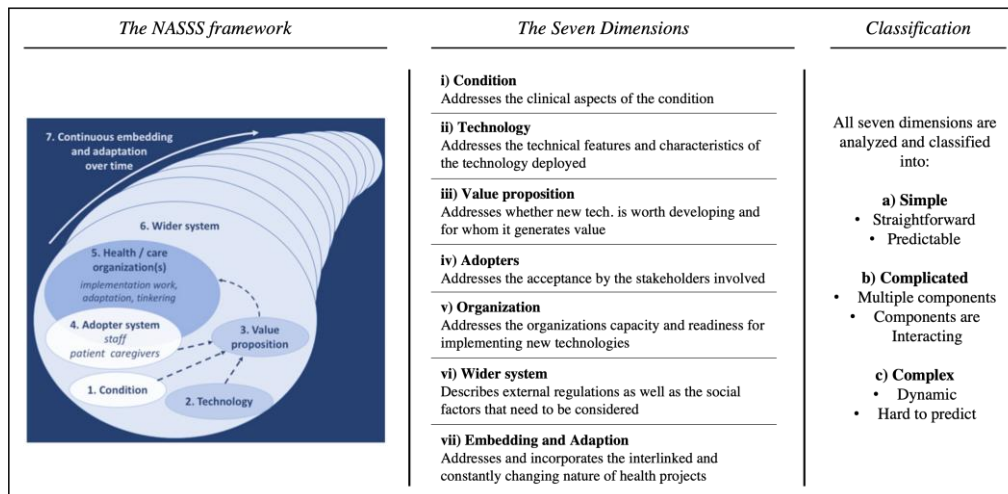 The NASSS framework
7. Continuous embedding
and adaptation
over time
6. Wider system
5. Health / care
organization(s)
implementation work,
adaptation, tinkering
4. Adopter system
staff
patient caregivers
3. Value
proposition
1. Condition
2. Technology
The Seven Dimensions
i) Condition
Addresses the clinical aspects of the condition
ii) Technology
Addresses the technical features and characteristics
of the technology deployed
iii) Value proposition
Addresses whether new tech. is worth developing and
for whom it generates value
iv) Adopters
Addresses the acceptance by the stakeholders involved
v) Organization
Addresses the organizations capacity and readiness for
implementing new technologies
vi) Wider system
Describes external regulations as well as the social
factors that need to be considered
vii) Embedding and Adaption
Addresses and incorporates the interlinked and
constantly changing nature of health projects
Classification
All seven dimensions are
analyzed and classified
into:
a) Simple
• Straightforward
• Predictable
b) Complicated
• Multiple components
• Components are
Interacting
c) Complex
• Dynamic
• Hard to predict